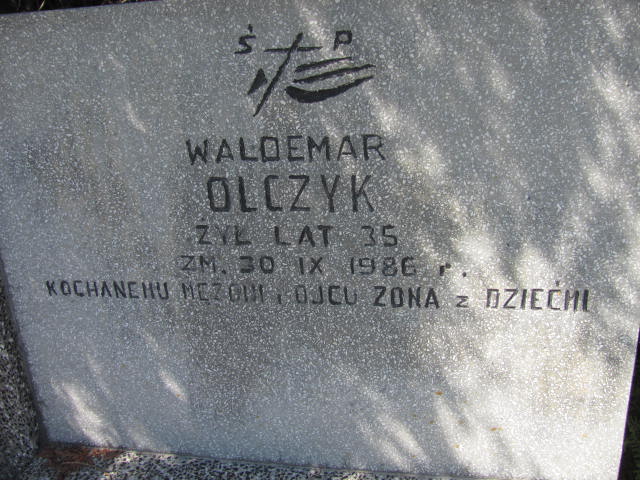 Ś P
WALDEMAR
OLCZYK
ŻYŁ LAT 35
ZM. 30 IX 1986 r.
KOCHANEMU MĘŻOWI i OJCU ŻONA z DZIEĆMI